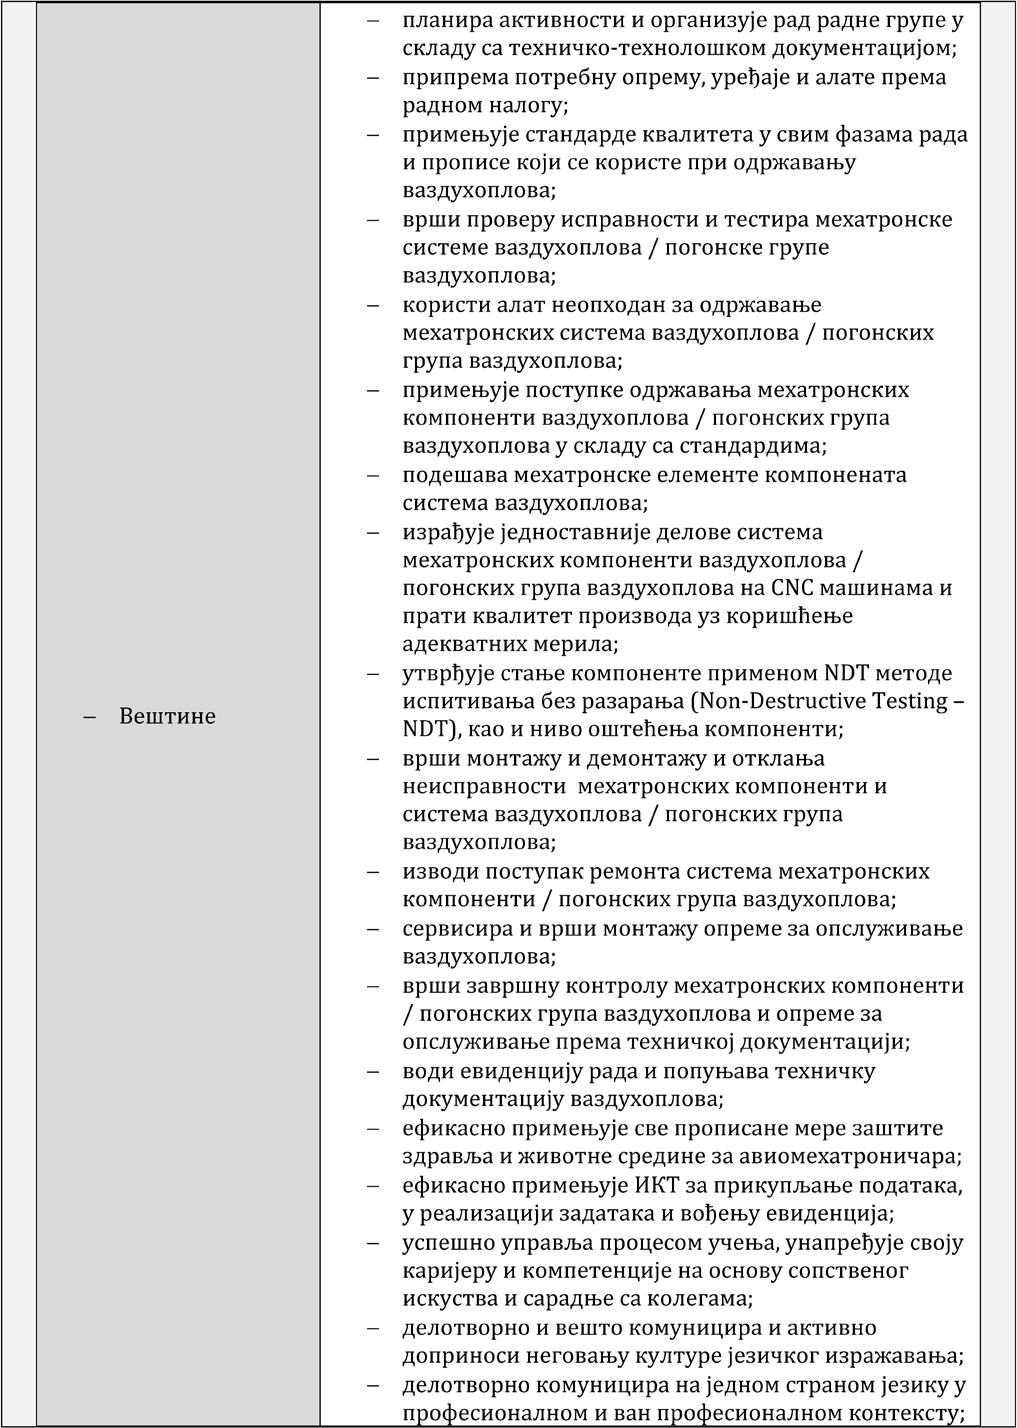 – Вештине
– планира активности и организује рад радне групе у
складу са техничко-технолошком документацијом;
– припрема потребну опрему, уређаје и алате према
радном налогу;
– примењује стандарде квалитета у свим фазама рада
и прописе који се користе при одржавању
ваздухоплова;
– врши проверу исправности и тестира мехатронске
системе ваздухоплова / погонске групе
ваздухоплова;
– користи алат неопходан за одржавање
мехатронских система ваздухоплова / погонских
група ваздухоплова;
– примењује поступке одржавања мехатронских
компоненти ваздухоплова / погонских група
ваздухоплова у складу са стандардима;
– подешава мехатронске елементе компонената
система ваздухоплова;
– израђује једноставније делове система
мехатронских компоненти ваздухоплова /
погонских група ваздухоплова на CNC машинама и
прати квалитет производа уз коришћење
адекватних мерила;
– утврђује стање компоненте применом NDT методе
испитивања без разарања (Non-Destructive Testing –
NDT), као и ниво оштећења компоненти;
– врши монтажу и демонтажу и отклања
неисправности  мехатронских компоненти и
система ваздухоплова / погонских група
ваздухоплова;
– изводи поступак ремонта система мехатронских
компоненти / погонских група ваздухоплова;
– сервисира и врши монтажу опреме за опслуживање
ваздухоплова;
– врши завршну контролу мехатронских компоненти
/ погонских група ваздухоплова и опреме за
опслуживање према техничкој документацији;
– води евиденцију рада и попуњава техничку
документацију ваздухоплова;
– ефикасно примењује све прописане мере заштите
здравља и животне средине за авиомехатроничара;
– ефикасно примењује ИКТ за прикупљање података,
у реализацији задатака и вођењу евиденција;
– успешно управља процесом учења, унапређује своју
каријеру и компетенције на основу сопственог
искуства и сарадње са колегама;
– делотворно и вешто комуницира и активно
доприноси неговању културе језичког изражавања;
– делотворно комуницира на једном страном језику у
професионалном и ван професионалном контексту;